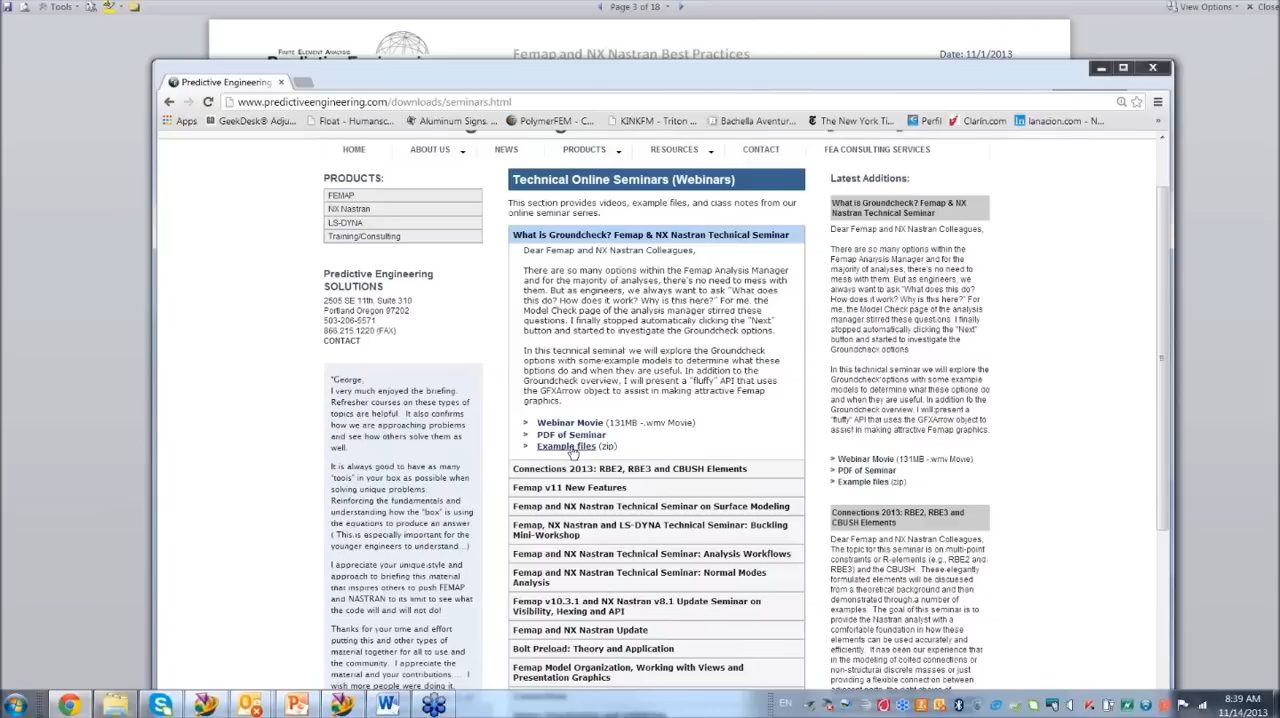 Tools
Page 3 of 18
View Options
Close
FINITE ELEMENT ANALYSIS
Femap and NX Nastran Best Practices
Date: 11/1/2013
Predictive Engineering
www.predictiveengineering.com/downloads/seminars.html
Apps
GeekDesk® Adju...
Float - Humansc...
Aluminum Signs. ...
PolymerFEM - C...
KINKFM - Triton ...
Bachella Aventur...
The New York Ti...
Perfil
Clarin.com
lanacion.com - N...
»
HOME
ABOUT US
NEWS
PRODUCTS
RESOURCES
CONTACT
FEA CONSULTING SERVICES
PRODUCTS:
FEMAP
NX Nastran
LS-DYNA
Training/Consulting
Predictive Engineering
SOLUTIONS
2505 SE 11th, Suite 310
Portland Oregon 97202
503-206-5571
866.215.1220 (FAX)
CONTACT
"George,
I very much enjoyed the briefing.
Refresher courses on these types of
topics are helpful. It also confirms
how we are approaching problems
and see how others solve them as
well.
It is always good to have as many
"tools" in your box as possible when
solving unique problems.
Reinforcing the fundamentals and
understanding how the "box" is using
the equations to produce an answer
( This is especially important for the
younger engineers to understand...)
I appreciate your unique style and
approach to briefing this material
that inspires others to push FEMAP
and NASTRAN to its limit to see what
the code will and will not do!
Thanks for your time and effort
putting this and other types of
material together for all to use and
the community. I appreciate the
material and your contributions.... I
wish more people were doing it.
Technical Online Seminars (Webinars)
This section provides videos, example files, and class notes from our
online seminar series.
What is Groundcheck? Femap & NX Nastran Technical Seminar
Dear Femap and NX Nastran Colleagues,
There are so many options within the Femap Analysis Manager
and for the majority of analyses, there's no need to mess with
them. But as engineers, we always want to ask "What does
this do? How does it work? Why is this here?" For me, the
Model Check page of the analysis manager stirred these
questions. I finally stopped automatically clicking the "Next"
button and started to investigate the Groundcheck options.
In this tecnnical seminar we will explore the Groundcheck
options with some example models to determine what these
options do and when they are useful. In addition to the
Groundcheck overview, I will present a "fluffy" API that uses
the GFXArrow object to assist in making attractive Femap
graphics.
> Webinar Movie (131MB -.wmv Movie)
> PDF of Seminar
> Example files (zip)
Connections 2013: RBE2, RBE3 and CBUSH Elements
Femap v11 New Features
Femap and NX Nastran Technical Seminar on Surface Modeling
Femap, NX Nastran and LS-DYNA Technical Seminar: Buckling
Mini-Workshop
Femap and NX Nastran Technical Seminar: Analysis Workflows
Femap and NX Nastran Technical Seminar: Normal Modes
Analysis
Femap v10.3.1 and NX Nastran v8.1 Update Seminar on
Visibility, Hexing and API
Femap and NX Nastran Update
Bolt Preload: Theory and Application
Femap Model Organization, Working with Views and
Presentation Graphics
Latest Additions:
What is Groundcheck? Femap & NX
Nastran Technical Seminar
Dear Femap and NX Nastran Colleagues,
There are so many options within the
Femap Analysis Manager and for the
majority of analyses, there's no need to
mess with them. But as engineers, we
always want to ask "What does this do?
How does it work? Why is this here?" For
me, the Model Check page of the analysis
manager stirred these questions. I finally
stopped automatically clicking the "Next"
button and started to investigate the
Groundcheck options
In this tecnnical seminar we will explore the
Groundcheck options with some example
models to determine what these options do
and when they are useful. In addition to the
Groundcheck overview, I will present a
"fluffy" API that uses the GFXArrow object to
assist in making attractive Femap graphics.
» Webinar Movie (131MB -.wmv Movie)
» PDF of Seminar
» Example files (zip)
Connections 2013: RBE2, RBE3 and
CBUSH Elements
Dear Femap and NX Nastran Colleagues,
The topic for this seminar is on multi-point
constraints or R-elements (e.g., RBE2 and
RBE3) and the CBUSH. These elegantly
formulated elements will be discussed
from a theoretical background and then
demonstrated through a number of
examples. The goal of this seminar is to
provide the Nastran analyst with a
comfortable foundation in how these
elements can be used accurately and
efficiently. It has been our experience that
in the modeling of bolted connections or
non-structural discrete masses or just
providing a flexible connection between
EN
8:39 AM
11/14/2013